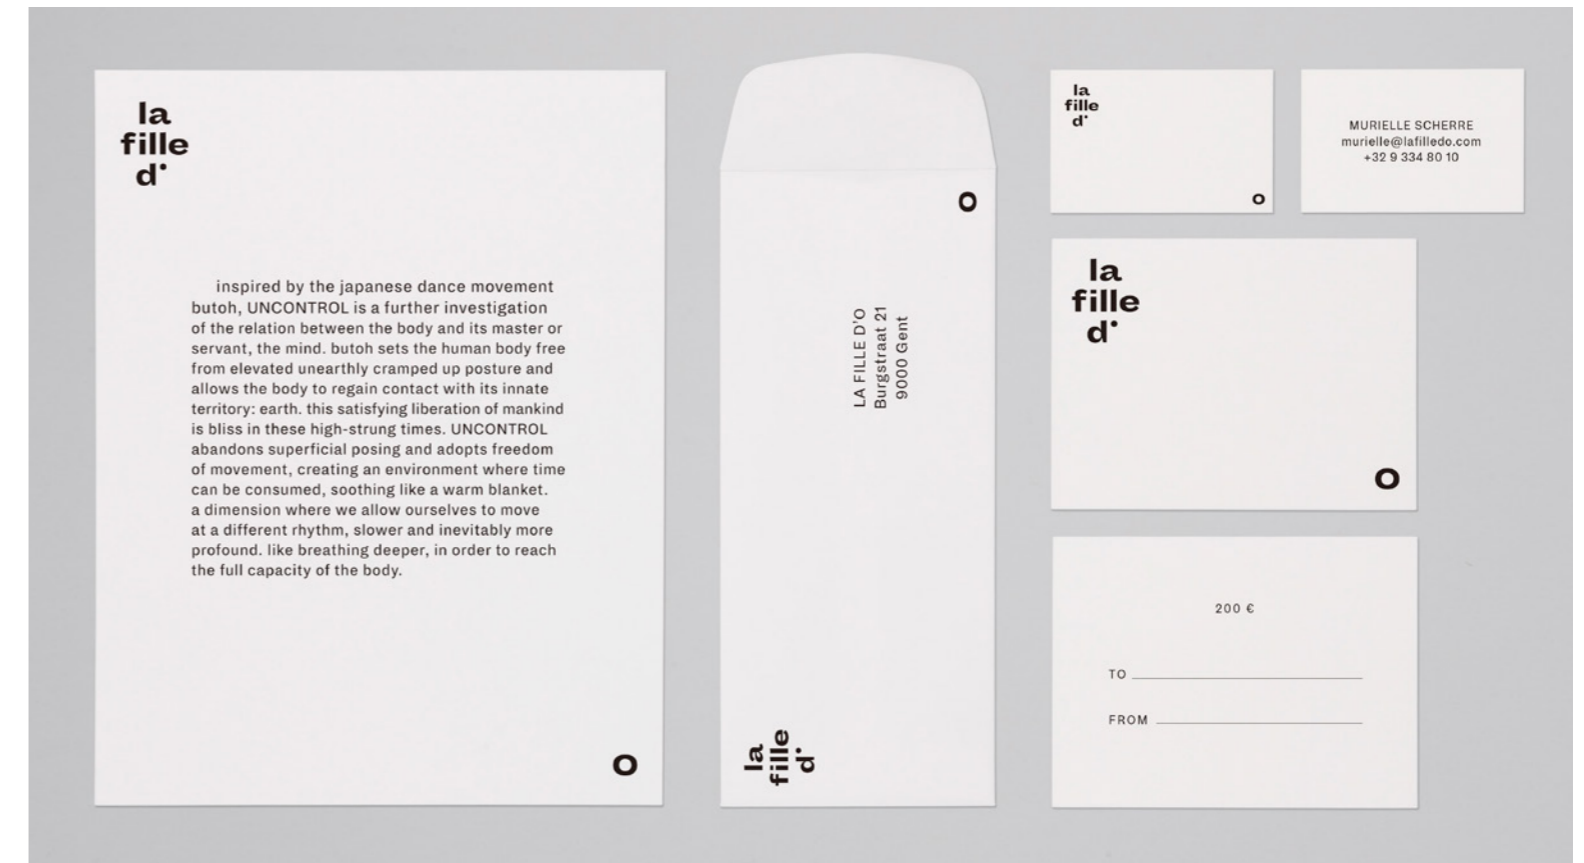 la
fille
d•
inspired by the japanese dance movement
butoh, UNCONTROL is a further investigation
of the relation between the body and its master or
servant, the mind. butoh sets the human body free
from elevated unearthly cramped up posture and
allows the body to regain contact with its innate
territory: earth. this satisfying liberation of mankind
is bliss in these high-strung times. UNCONTROL
abandons superficial posing and adopts freedom
of movement, creating an environment where time
can be consumed, soothing like a warm blanket.
a dimension where we allow ourselves to move
at a different rhythm, slower and inevitably more
profound. like breathing deeper, in order to reach
the full capacity of the body.
o
o
LA FILLE D'O
Burgstraat 21
9000 Gent
la
fille
d•
la
fille
d•
o
MURIELLE SCHERRE
murielle@lafilledo.com
+32 9 334 80 10
la
fille
d•
o
200 €
TO
FROM